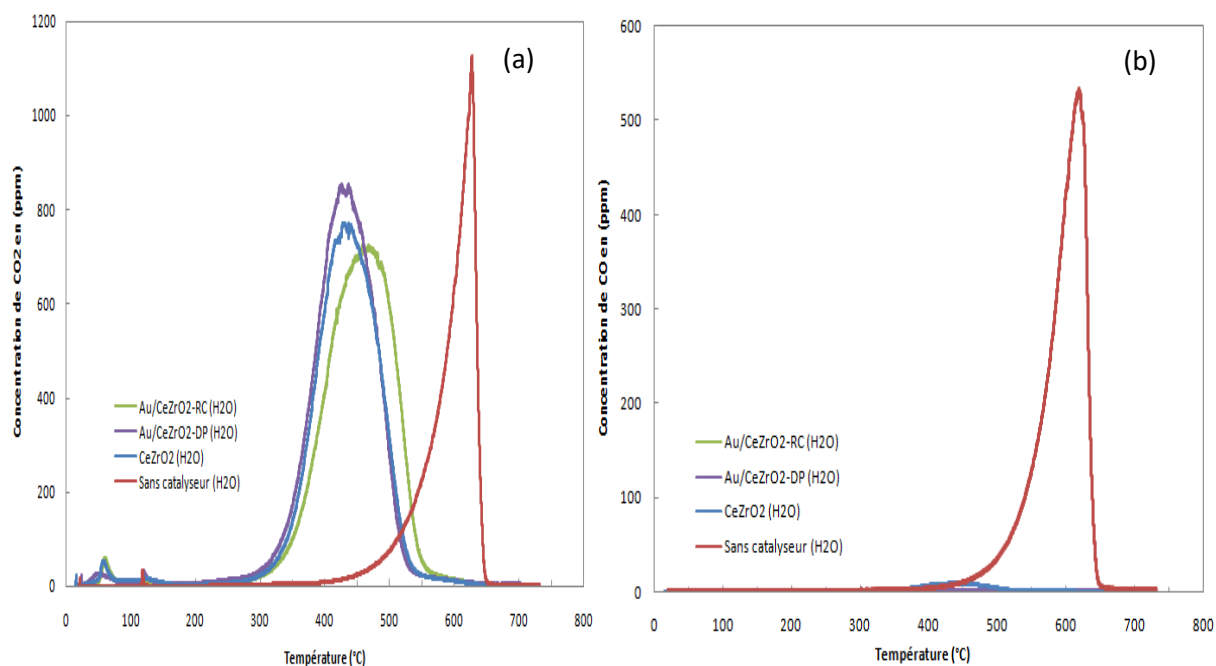 (a)
Concentration de CO2 en (ppm)
1200
1000
800
600
400
200
0
Au/CeZrO2-RC (H2O)
Au/CeZrO2-DP (H2O)
CeZrO2 (H2O)
Sans catalyseur (H2O)
0 100 200 300 400 500 600 700 800
Température (°C)
(b)
Concentration de CO en (ppm)
600
500
400
300
200
100
0
Au/CeZrO2-RC (H2O)
Au/CeZrO2-DP (H2O)
CeZrO2 (H2O)
Sans catalyseur (H2O)
0 100 200 300 400 500 600 700 800
Température (°C)